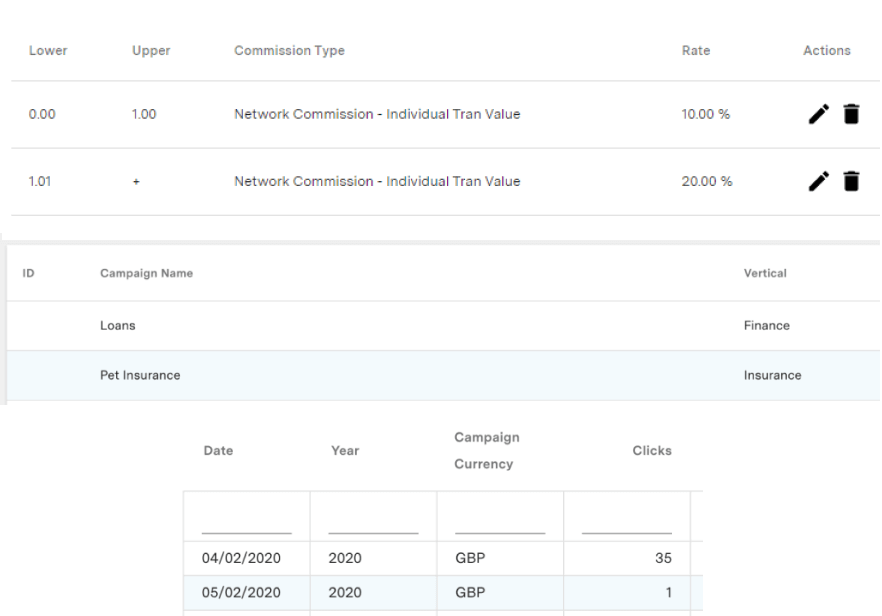 Lower Upper Commission Type Rate Actions
0.00 1.00 Network Commission - Individual Tran Value 10.00 %
1.01 + Network Commission - Individual Tran Value 20.00 %
ID Campaign Name Vertical
Loans Finance
Pet Insurance Insurance
Date Year Campaign Currency Clicks
04/02/2020 2020 GBP 35
05/02/2020 2020 GBP 1